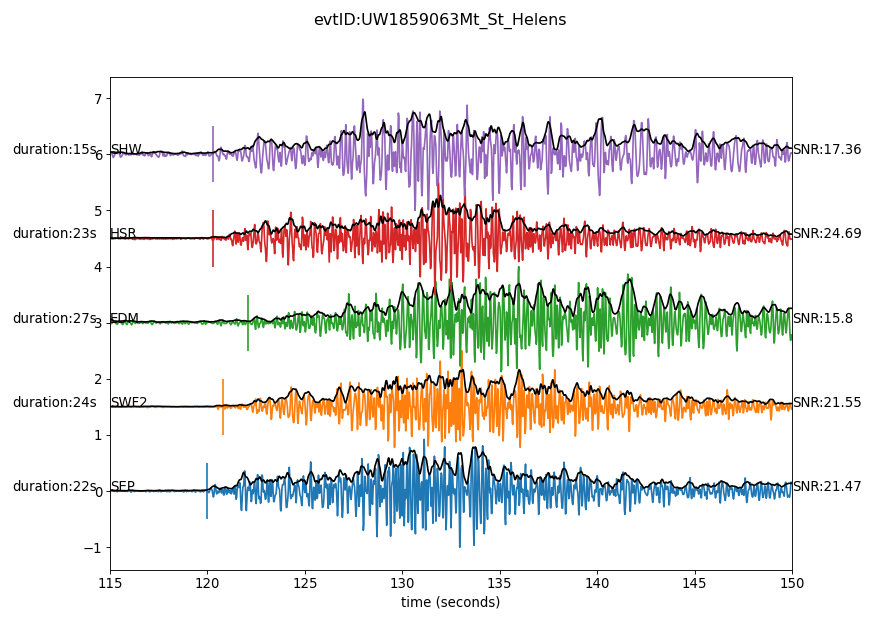 evtID:UW1859063Mt_St_Helens
7
duration:15s SHW SNR:17.36
6
5
duration:23s HSR SNR:24.69
4
duration:27s EDM SNR:15.8
3
2
duration:24s SWF2 SNR:21.55
1
duration:22s SEP SNR:21.47
0
−1
115 120 125 130 135 140 145 150
time (seconds)